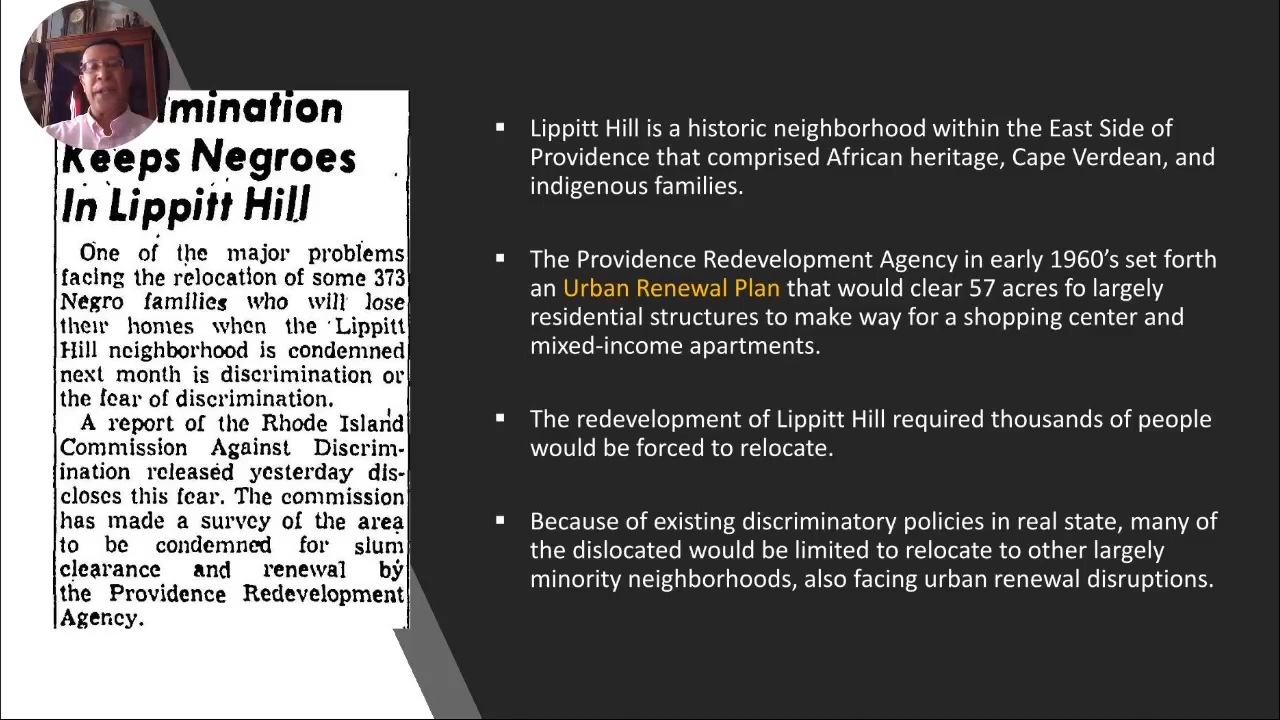 imination
Keeps Negroes
In Lippitt Hill
One of the major problems
facing the relocation of some 373
Negro families who will lose
their homes when the Lippitt
Hill neighborhood is condemned
next month is discrimination or
the fear of discrimination.
A report of the Rhode Island
Commission Against Discrim-
ination released yesterday dis-
closes this fear. The commission
has made a survey of the area
to be condemned for slum
clearance and renewal by
the Providence Redevelopment
Agency.
▪ Lippitt Hill is a historic neighborhood within the East Side of
Providence that comprised African heritage, Cape Verdean, and
indigenous families.
▪ The Providence Redevelopment Agency in early 1960’s set forth
an Urban Renewal Plan that would clear 57 acres fo largely
residential structures to make way for a shopping center and
mixed-income apartments.
▪ The redevelopment of Lippitt Hill required thousands of people
would be forced to relocate.
▪ Because of existing discriminatory policies in real state, many of
the dislocated would be limited to relocate to other largely
minority neighborhoods, also facing urban renewal disruptions.